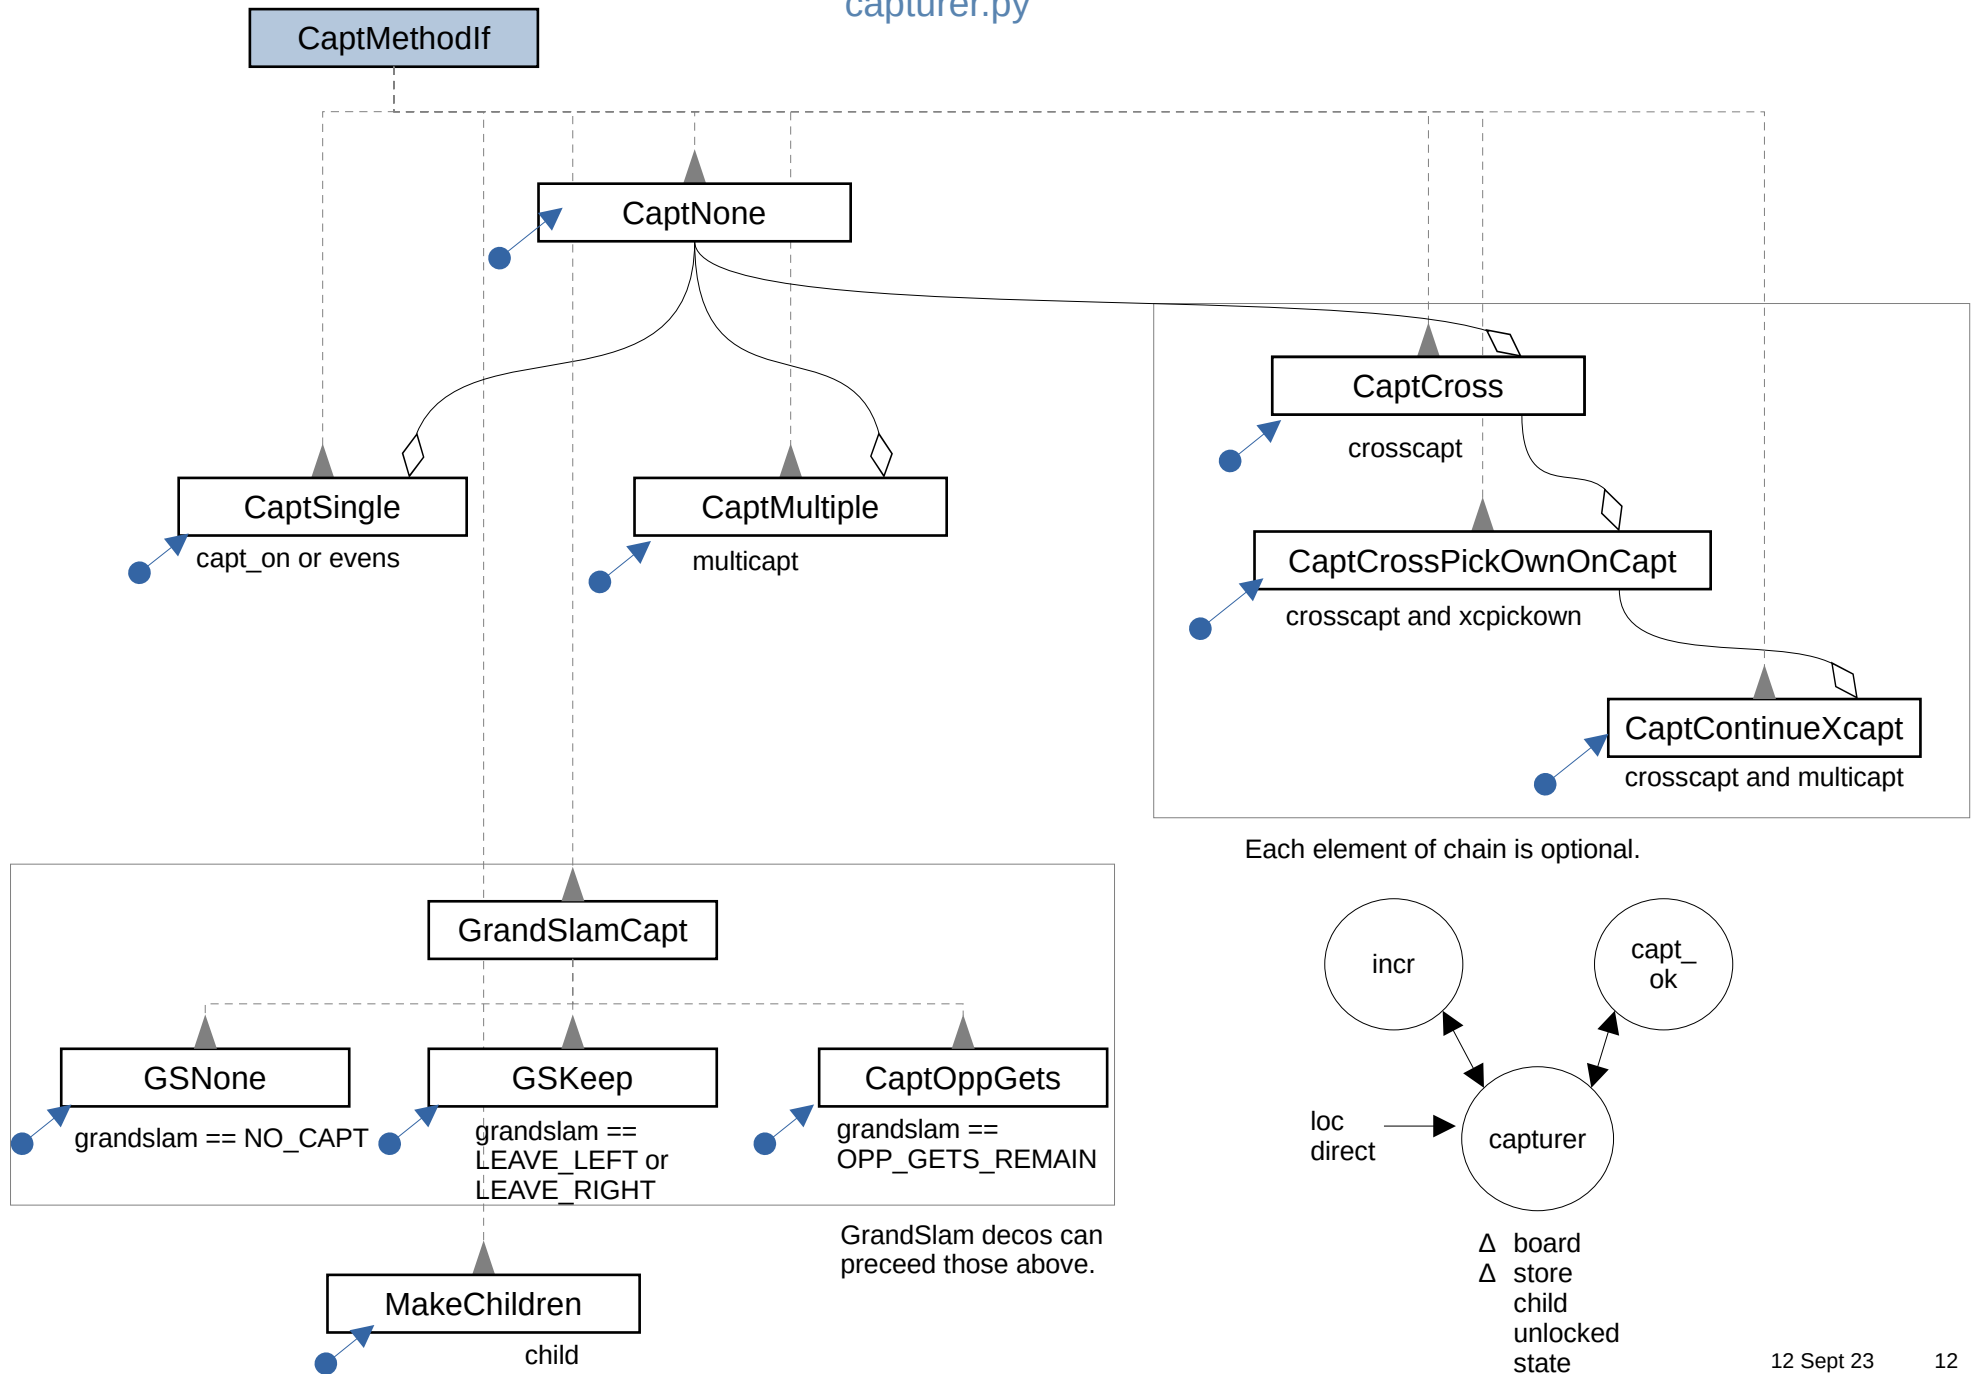 capturer.py
CaptMethodIf
CaptNone
CaptCross
crosscapt
CaptSingle
capt_on or evens
CaptMultiple
multicapt
CaptCrossPickOwnOnCapt
crosscapt and xcpickown
CaptContinueXcapt
crosscapt and multicapt
Each element of chain is optional.
GrandSlamCapt
GSNone
grandslam == NO_CAPT
GSKeep
grandslam ==
LEAVE_LEFT or
LEAVE_RIGHT
CaptOppGets
grandslam ==
OPP_GETS_REMAIN
GrandSlam decos can
preceed those above.
MakeChildren
child
incr
capt_
ok
loc
direct
capturer
Δ board
Δ store
child
unlocked
state
12 Sept 23
12